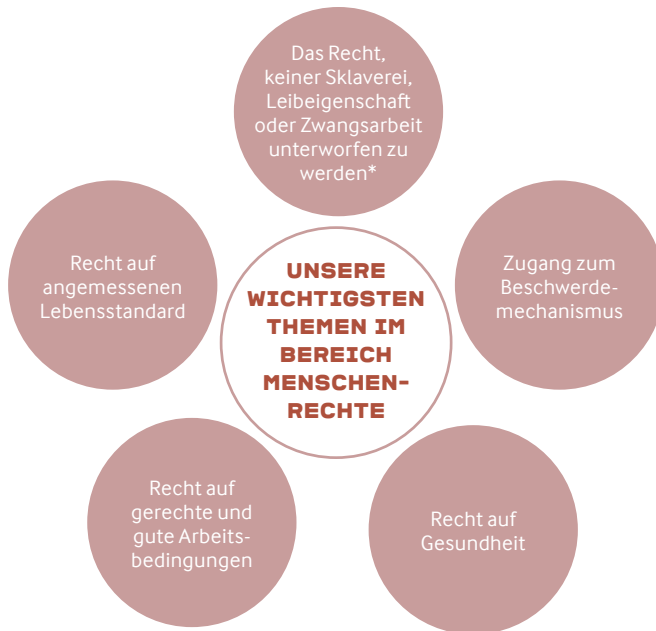 Das Recht,
keiner Sklaverei,
Leibeigenschaft
oder Zwangsarbeit
unterworfen zu
werden*
Recht auf
angemessenen
Lebensstandard
UNSERE
WICHTIGSTEN
THEMEN IM
BEREICH
MENSCHEN-
RECHTE
Zugang zum
Beschwerde-
mechanismus
Recht auf
gerechte und
gute Arbeits-
bedingungen
Recht auf
Gesundheit